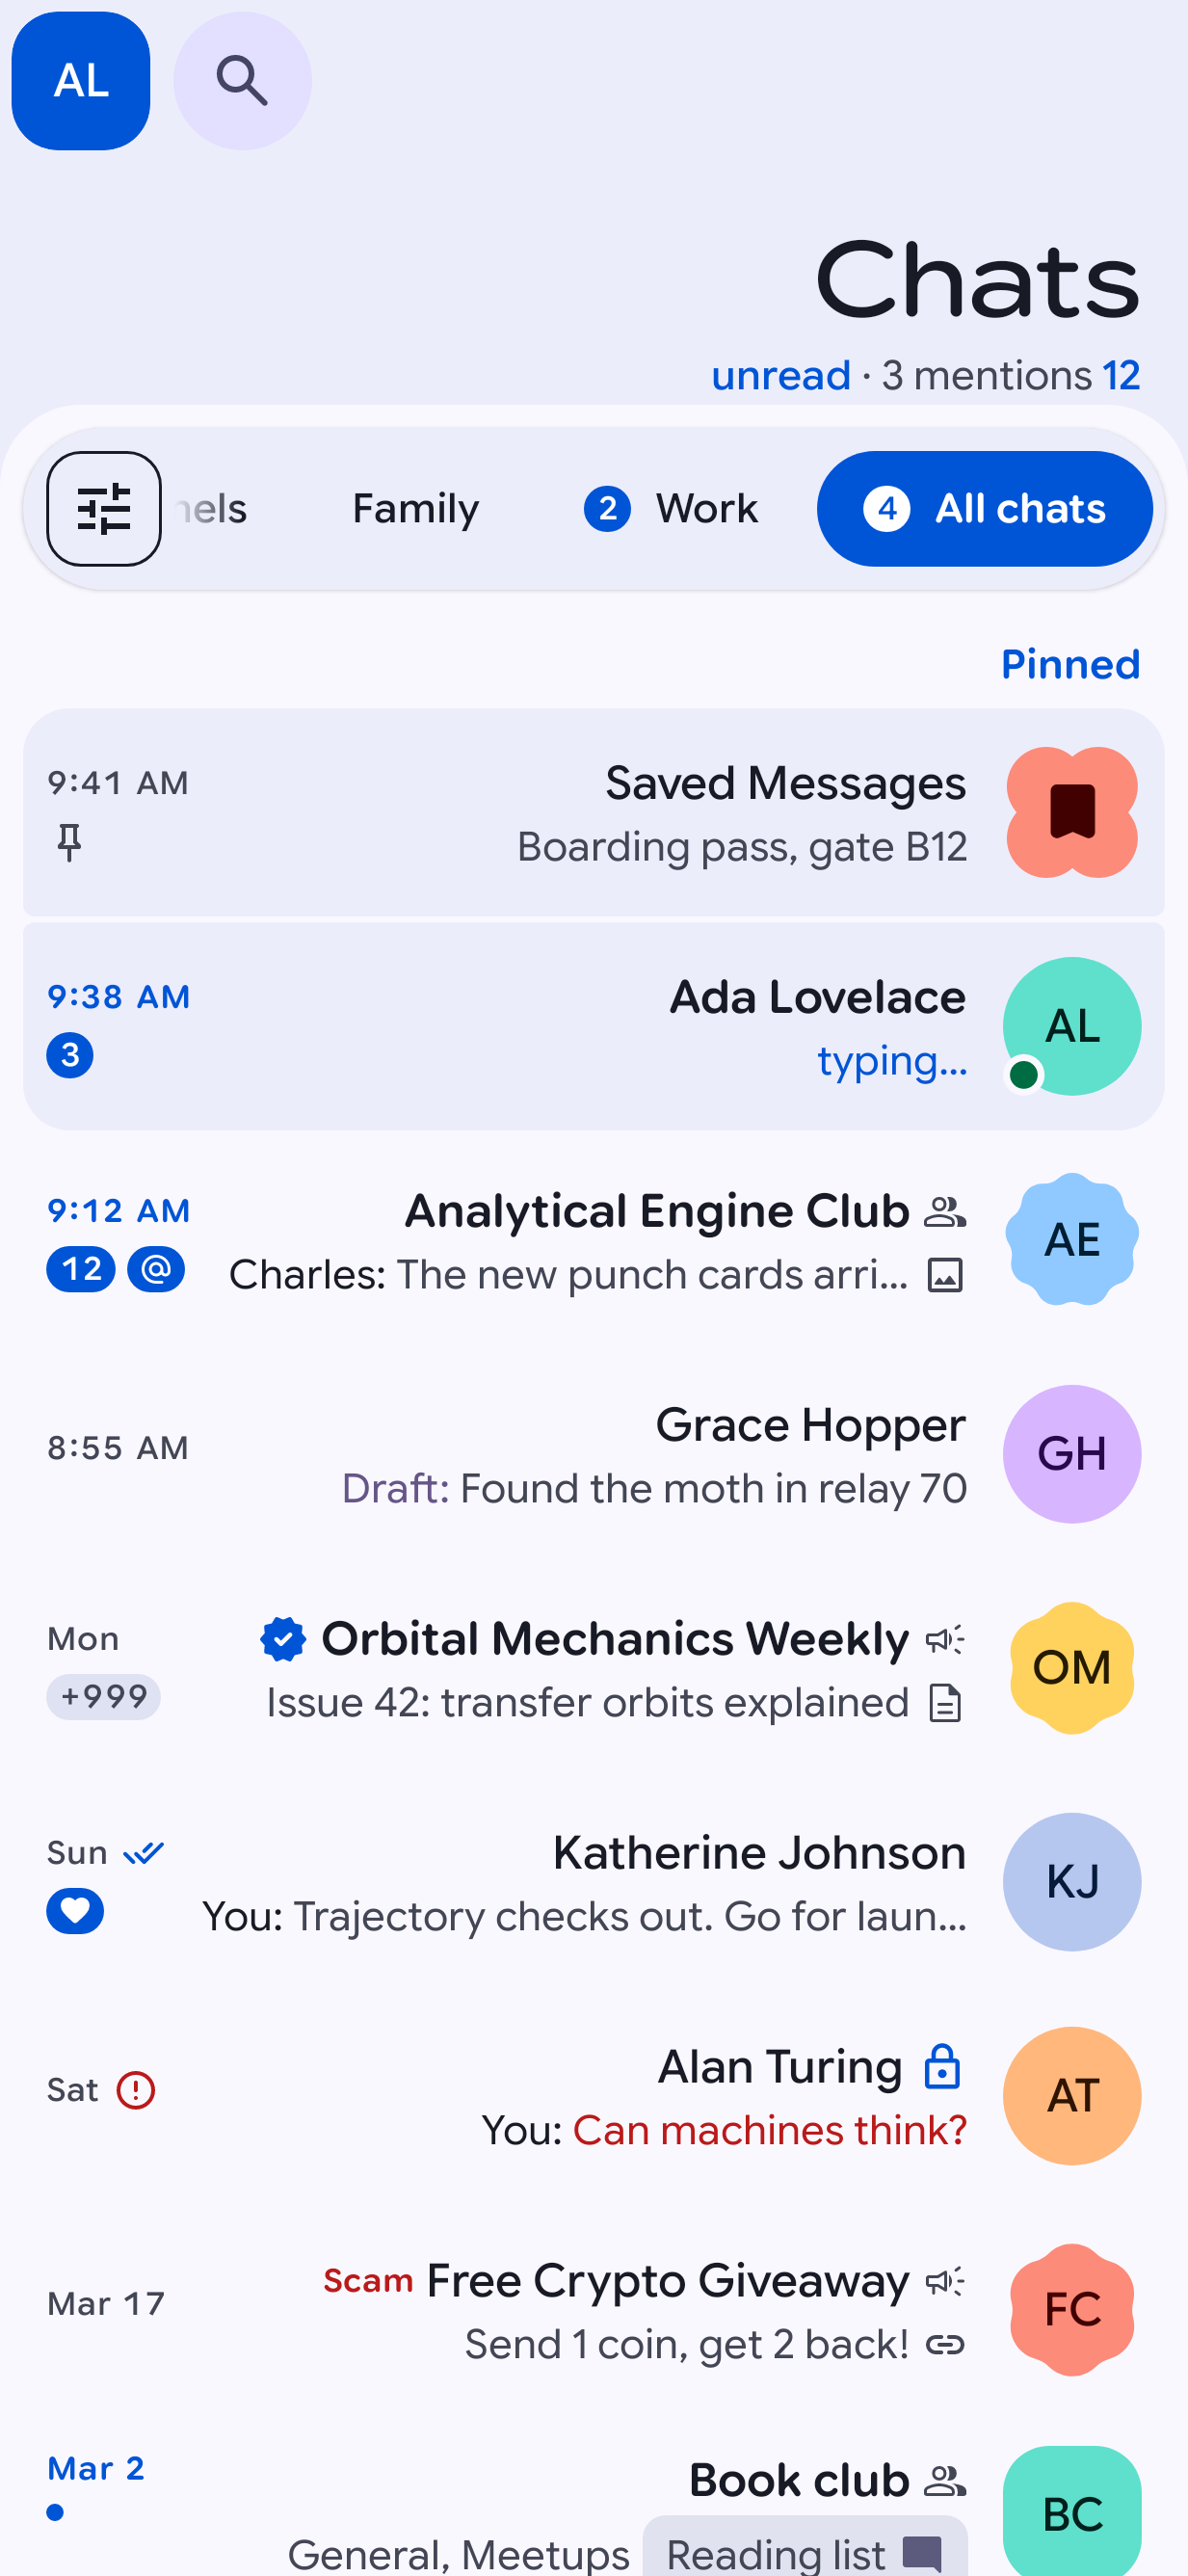 AL
Chats
unread · 3 mentions 12
nels Family 2 Work 4 All chats
Pinned
9:41 AM Saved Messages
Boarding pass, gate B12
9:38 AM Ada Lovelace AL
3 typing...
9:12 AM Analytical Engine Club AE
12 @ Charles: The new punch cards arri...
8:55 AM Grace Hopper GH
Draft: Found the moth in relay 70
Mon Orbital Mechanics Weekly OM
+999 Issue 42: transfer orbits explained
Sun Katherine Johnson KJ
You: Trajectory checks out. Go for laun...
Sat Alan Turing AT
You: Can machines think?
Mar 17 Scam Free Crypto Giveaway FC
Send 1 coin, get 2 back!
Mar 2 Book club BC
General, Meetups Reading list